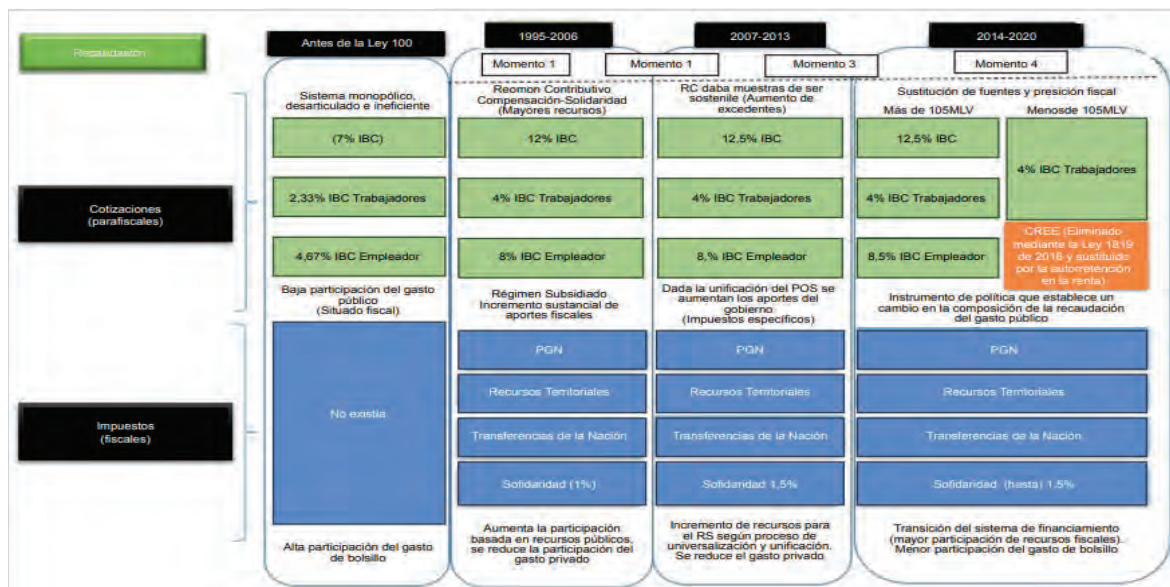 Recaudación
Antes de la Ley 100
1995-2006
2007-2013
2014-2020
Momento 1
Momento 1
Momento 3
Momento 4
Cotizaciones
(parafiscales)
Sistema monopólico,
desarticulado e ineficiente
(7% IBC)
2,33% IBC Trabajadores
4,67% IBC Empleador
Baja participación del gasto
público
(Situado fiscal)
Reomon Contributivo
Compensación-Solidaridad
(Mayores recursos)
12% IBC
4% IBC Trabajadores
8% IBC Empleador
Régimen Subsidiado
Incremento sustancial de
aportes fiscales
RC daba muestras de ser
sostenile (Aumento de
excedentes)
12,5% IBC
4% IBC Trabajadores
8,% IBC Empleador
Dada la unificación del POS se
aumentan los aportes del
gobierno
(Impuestos específicos)
Sustitución de fuentes y presición fiscal
Más de 105MLV
Menosde 105MLV
12,5% IBC
4% IBC Trabajadores
8,5% IBC Empleador
4% IBC Trabajadores
CREE (Eliminado
mediante la Ley 1819
de 2016 y sustituido
por la autorretención
en la renta)
Instrumento de política que establece un
cambio en la composición de la recaudación
del gasto público
Impuestos
(fiscales)
No existía
Alta participación del gasto
de bolsillo
PGN
Recursos Territoriales
Transferencias de la Nación
Solidaridad (1%)
Aumenta la participación
basada en recursos públicos,
se reduce la participación del
gasto privado
PGN
Recursos Territoriales
Transferencias de la Nación
Solidaridad 1,5%
Incremento de recursos para
el RS según proceso de
universalización y unificación.
Se reduce el gasto privado
PGN
Recursos Territoriales
Transferencias de la Nación
Solidaridad (hasta) 1.5%
Transición del sistema de financiamiento
(mayor participación de recursos fiscales).
Menor participación del gasto de bolsillo